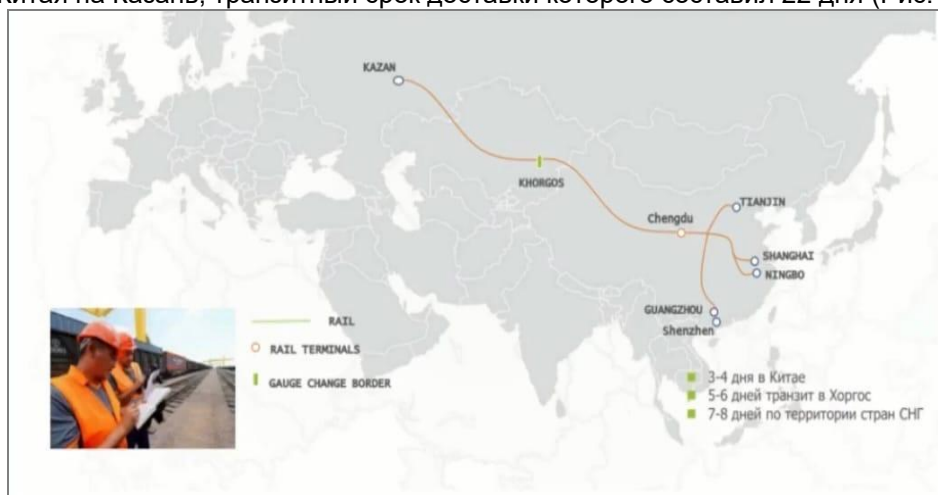 Китая на Казань, транзитный срок доставки которого составил 22 дня (Рис.
KAZAN
KHORGOS
TIANJIN
Chengdu
SHANGHAI
NINGBO
GUANGZHOU
Shenzhen
RAIL
RAIL TERMINALS
GAUGE CHANGE BORDER
3-4 дня в Китае
5-6 дней транзит в Хоргос
7-8 дней по территории стран СНГ